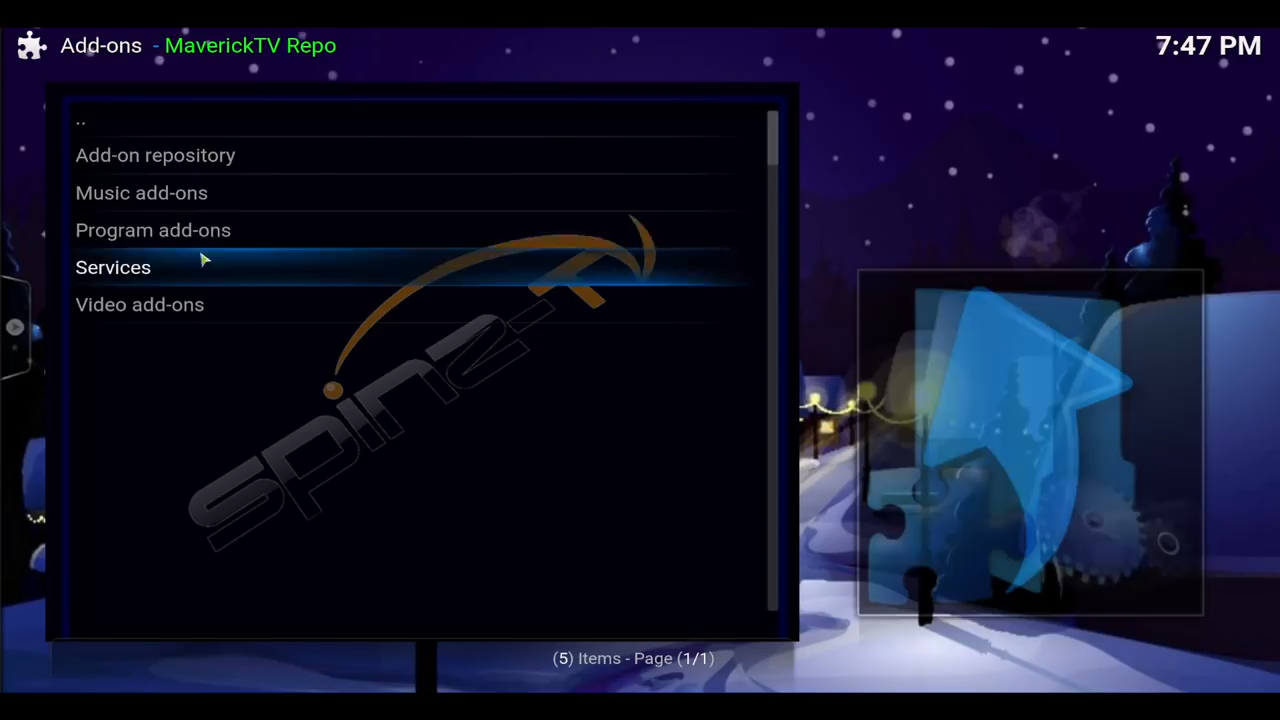 Add-ons - MaverickTV Repo
7:47 PM
..
Add-on repository
Music add-ons
Program add-ons
Services
Video add-ons
SPINZ-T
(5) Items - Page (1/1)